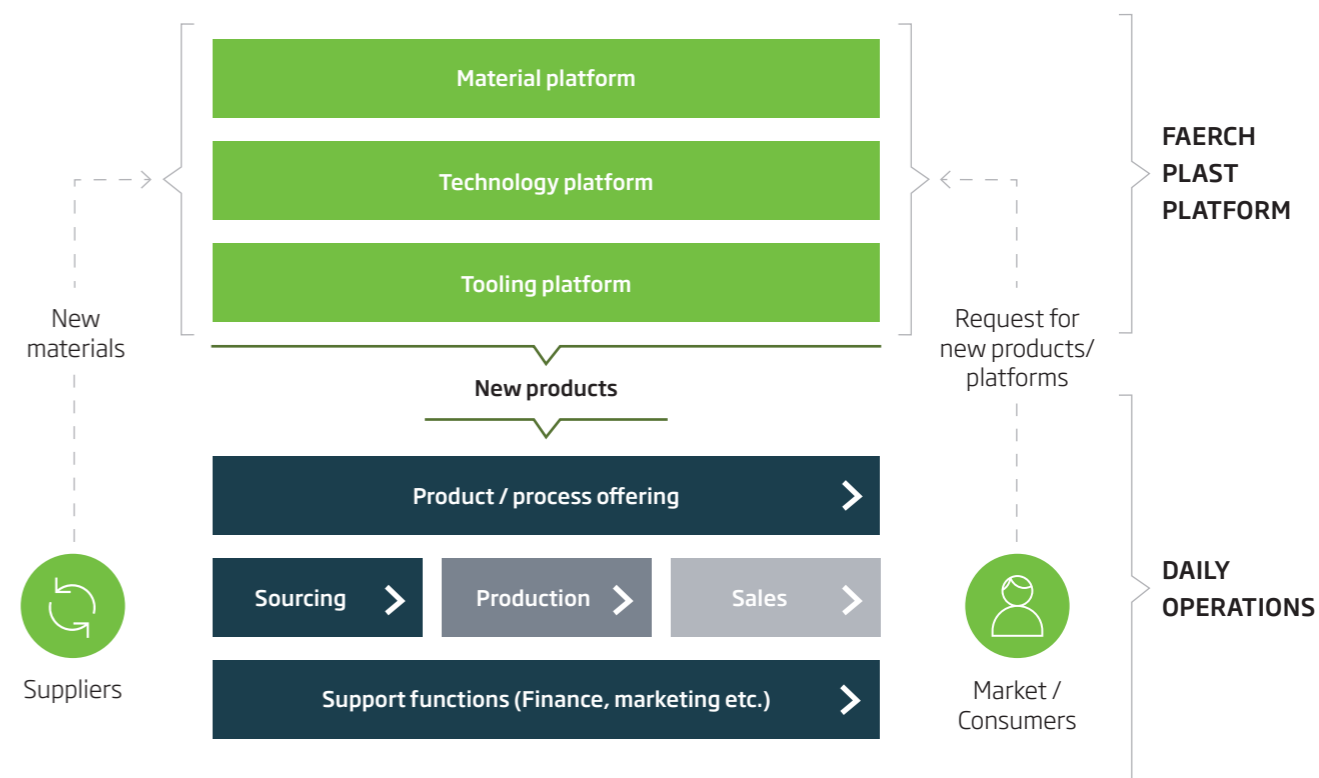 Material platform
Technology platform
Tooling platform
FAERCH
PLAST
PLATFORM
New
materials
Request for
new products/
platforms
New products
Product / process offering
Sourcing
Production
Sales
Support functions (Finance, marketing etc.)
Suppliers
Market /
Consumers
DAILY
OPERATIONS